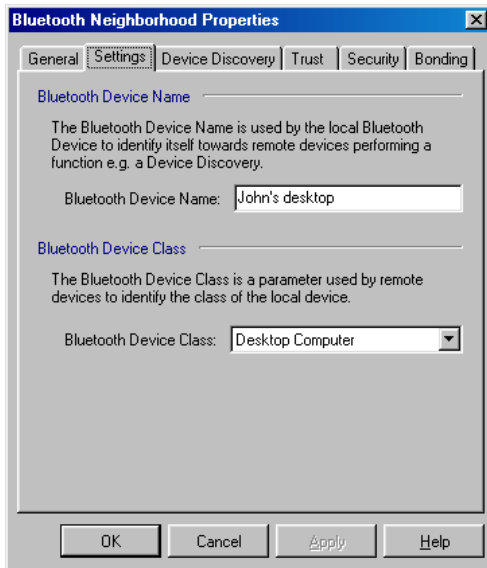 Bluetooth Neighborhood Properties
General Settings Device Discovery Trust Security Bonding
Bluetooth Device Name
The Bluetooth Device Name is used by the local Bluetooth
Device to identify itself towards remote devices performing a
function e.g. a Device Discovery.
Bluetooth Device Name: John's desktop
Bluetooth Device Class
The Bluetooth Device Class is a parameter used by remote
devices to identify the class of the local device.
Bluetooth Device Class: Desktop Computer
OK Cancel Apply Help